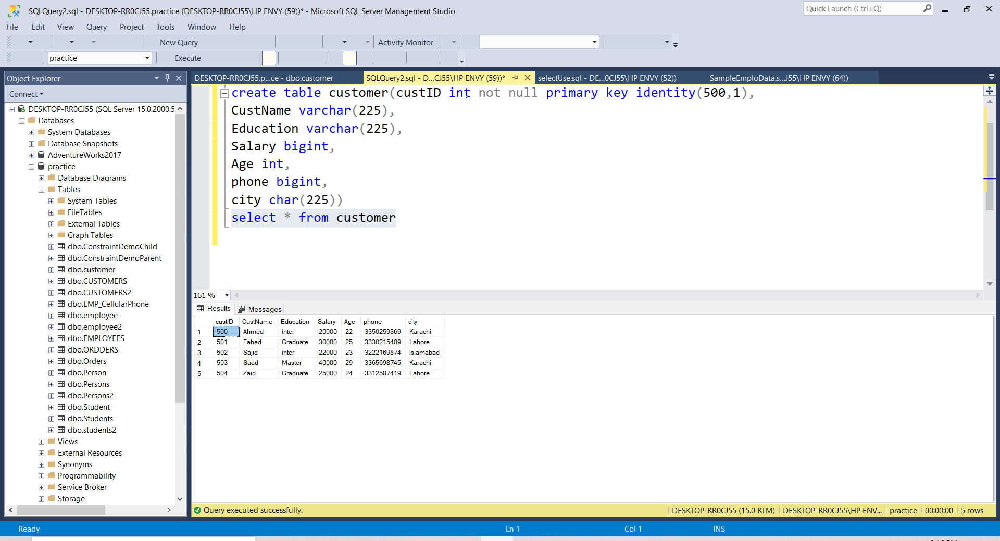 SQLQuery2.sql - DESKTOP-RR0CJ55.practice (DESKTOP-RR0CJ55\HP ENVY (59))* - Microsoft SQL Server Management Studio
Quick Launch (Ctrl+Q)
File Edit View Query Project Tools Window Help
New Query Activity Monitor
practice Execute
Object Explorer
Connect
DESKTOP-RR0CJ55 (SQL Server 15.0.2000.5
Databases
System Databases
Database Snapshots
AdventureWorks2017
practice
Database Diagrams
Tables
System Tables
FileTables
External Tables
Graph Tables
dbo.ConstraintDemoChild
dbo.ConstraintDemoParent
dbo.customer
dbo.CUSTOMERS
dbo.CUSTOMERS2
dbo.EMP_CellularPhone
dbo.employee
dbo.employee2
dbo.EMPLOYEES
dbo.ORDDERS
dbo.Orders
dbo.Person
dbo.Persons
dbo.Persons2
dbo.Student
dbo.Students
dbo.students2
Views
External Resources
Synonyms
Programmability
Service Broker
Storage
DESKTOP-RR0CJ55.p...ce - dbo.customer SQLQuery2.sql - D...CJ55\HP ENVY (59))* selectUse.sql - DE...0CJ55\HP ENVY (52)) SampleEmploData.s...J55\HP ENVY (64))
create table customer(custID int not null primary key identity(500,1),
CustName varchar(225),
Education varchar(225),
Salary bigint,
Age int,
phone bigint,
city char(225))
select * from customer
161 %
Results Messages
custID CustName Education Salary Age phone city
1 500 Ahmed inter 20000 22 3350259869 Karachi
2 501 Fahad Graduate 30000 25 3330215489 Lahore
3 502 Sajid inter 22000 23 3222169874 Islamabad
4 503 Saad Master 40000 29 3365698745 Karachi
5 504 Zaid Graduate 25000 24 3312587419 Lahore
Query executed successfully. DESKTOP-RR0CJ55 (15.0 RTM) DESKTOP-RR0CJ55\HP ENV... practice 00:00:00 5 rows
Ready Ln 1 Col 1 INS